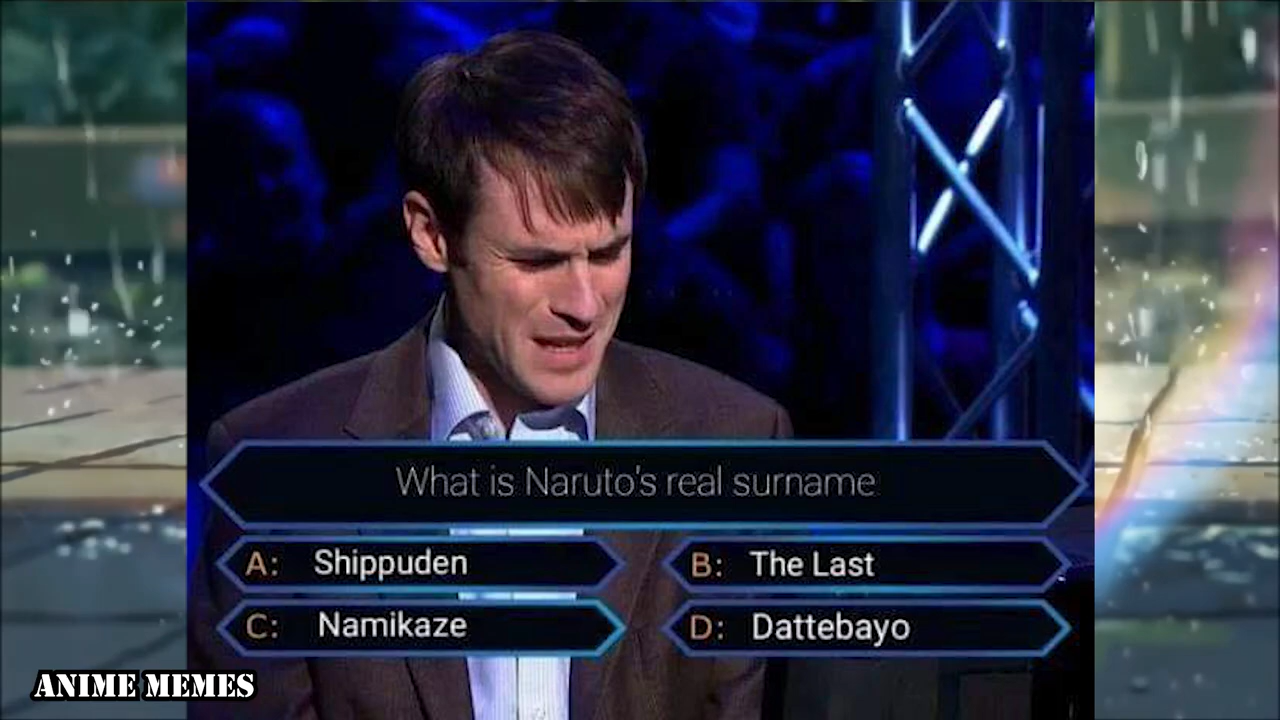 What is Naruto's real surname
A: Shippuden
B: The Last
C: Namikaze
D: Dattebayo
ANIME MEMES